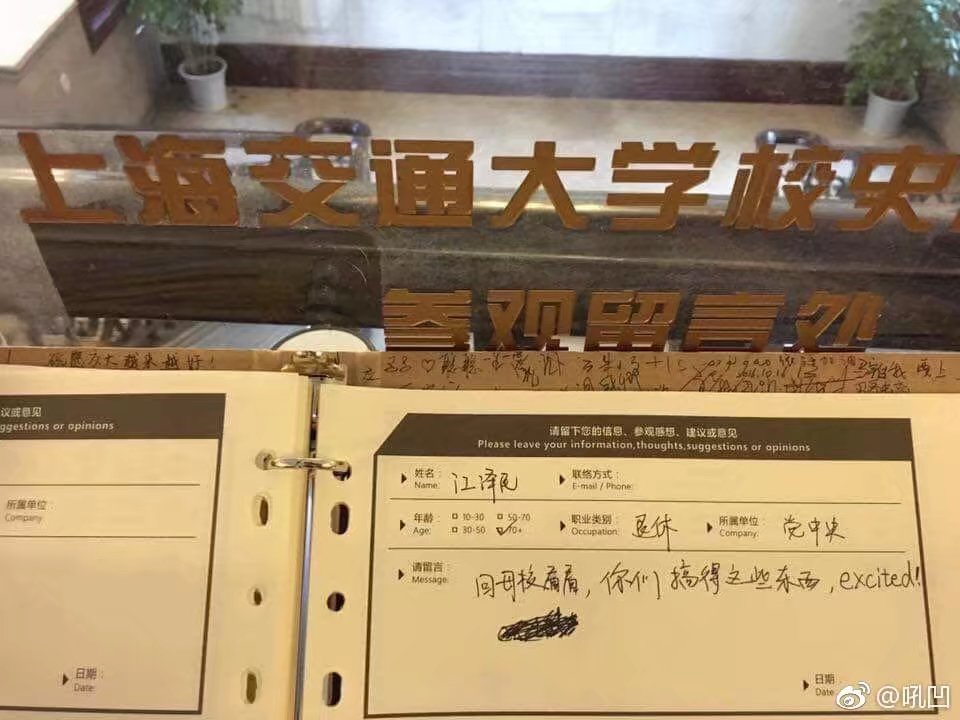 上海交通大学校史
参观留言处
祝愿交大越来越好！
议或意见
ggestions or opinions
所属单位：
Company:
日期：
Date:
请留下您的信息、参观感想、建议或意见
Please leave your information,thoughts,suggestions or opinions
姓名： 江泽民 联络方式：
Name: E-mail / Phone:
年龄： 10-30 50-70 职业类别： 退休 所属单位： 党中央
Age: 30-50 70+ Occupation: Company:
请留言： 回母校看看，你们搞得这些东西，excited!
Message:
日期：
Date
@吼凹